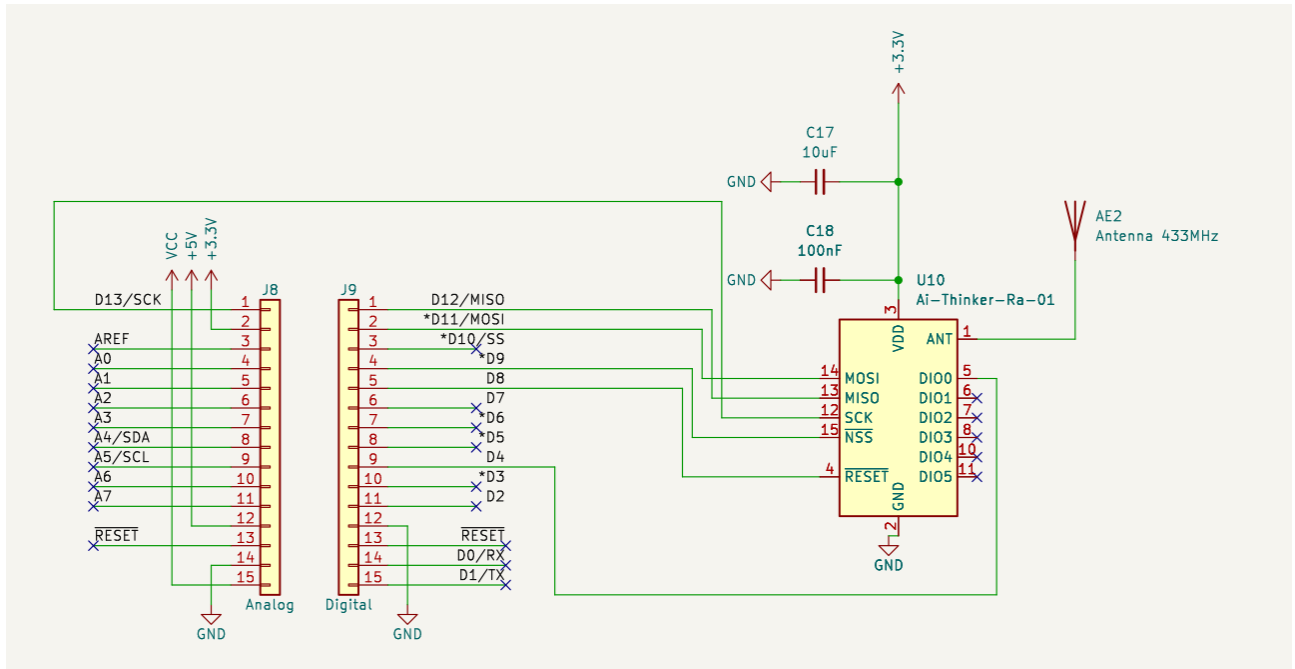 +3.3V
C17
10uF
GND
C18
100nF
GND
AE2
Antenna 433MHz
U10
Ai-Thinker-Ra-01
VCC
+5V
+3.3V
J8
D13/SCK 1
2
AREF 3
A0 4
A1 5
A2 6
A3 7
A4/SDA 8
A5/SCL 9
A6 10
A7 11
12
RESET 13
14
15
Analog
GND
J9
1 D12/MISO
2 *D11/MOSI
3 *D10/SS
4 *D9
5 D8
6 D7
7 *D6
8 *D5
9 D4
10 *D3
11 D2
12
13 RESET
14 D0/RX
15 D1/TX
Digital
GND
3
VDD
ANT 1
14 MOSI DIO0 5
13 MISO DIO1 6
12 SCK DIO2 7
15 NSS DIO3 8
DIO4 10
4 RESET DIO5 11
GND
2
GND